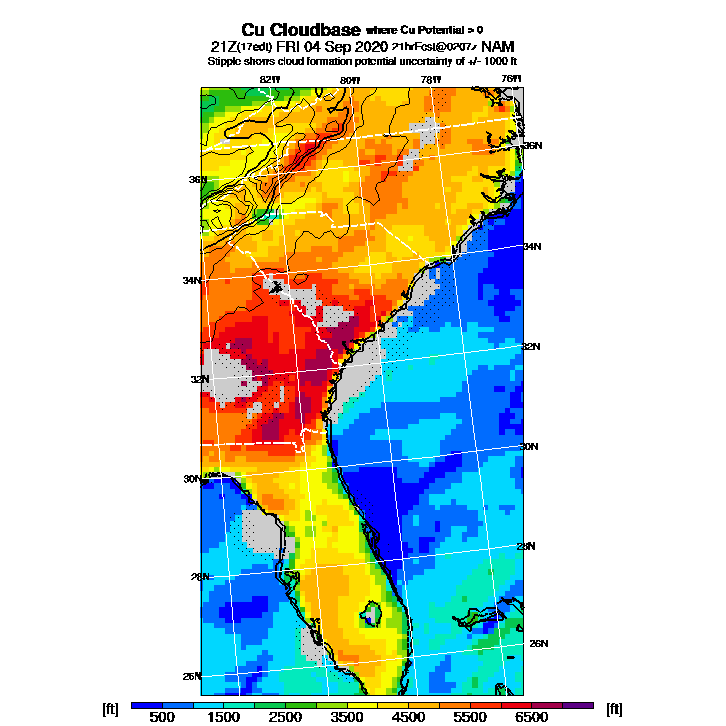 Cu Cloudbase where Cu Potential > 0
21Z(17edt) FRI 04 Sep 2020 21hrFcst@0207z NAM
Stipple shows cloud formation potential uncertainty of +/- 1000 ft
82W 80W 78W 76W
36N
36N
34N
34N
32N
32N
30N
30N
28N
28N
26N
26N
[ft] [ft]
500 1500 2500 3500 4500 5500 6500